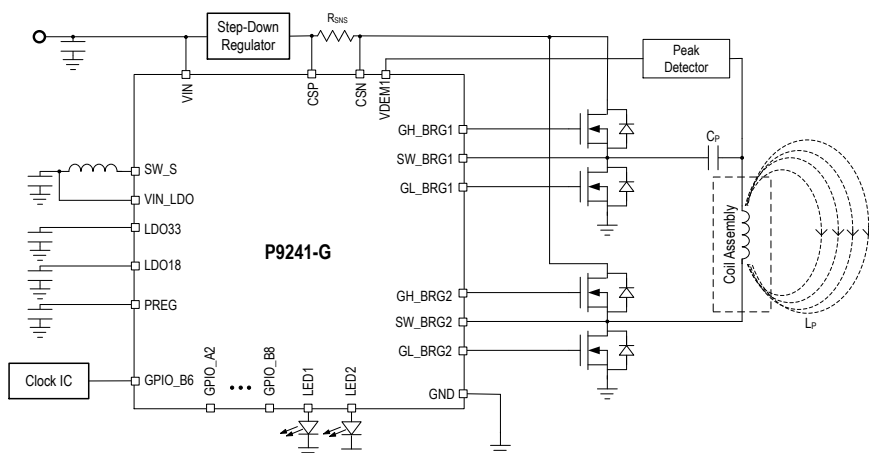 Step-Down
Regulator
RSNS
Peak
Detector
VIN
CSP
CSN
VDEM1
GH_BRG1
SW_BRG1
GL_BRG1
CP
SW_S
VIN_LDO
LDO33
LDO18
PREG
P9241-G
Coil Assembly
GH_BRG2
SW_BRG2
GL_BRG2
LP
Clock IC
GPIO_B6
GPIO_A2
•••
GPIO_B8
LED1
LED2
GND